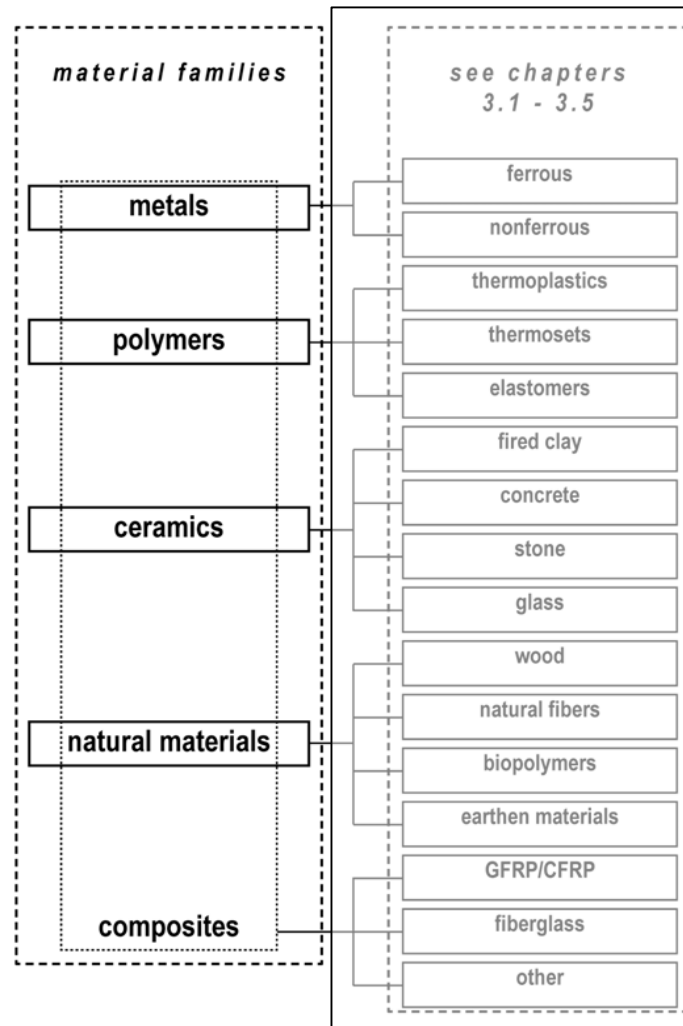 material families
metals
polymers
ceramics
natural materials
composites
see chapters
3.1 - 3.5
ferrous
nonferrous
thermoplastics
thermosets
elastomers
fired clay
concrete
stone
glass
wood
natural fibers
biopolymers
earthen materials
GFRP/CFRP
fiberglass
other